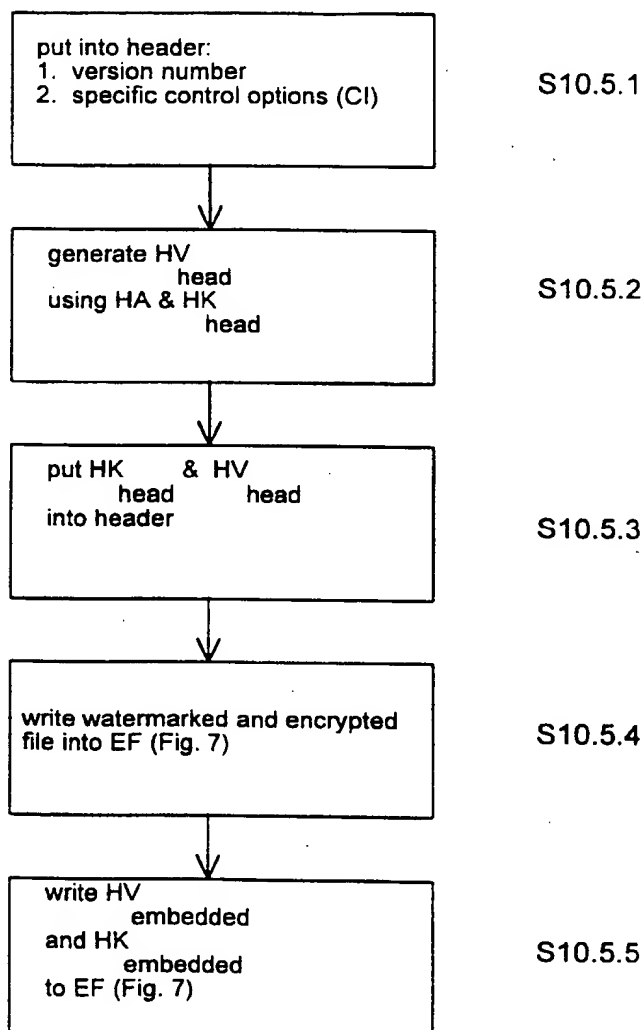 put into header:
1. version number
2. specific control options (CI)
S10.5.1
generate HV
head
using HA & HK
head
S10.5.2
put HK & HV
head head
into header
S10.5.3
write watermarked and encrypted
file into EF (Fig. 7)
S10.5.4
write HV
embedded
and HK
embedded
to EF (Fig. 7)
S10.5.5